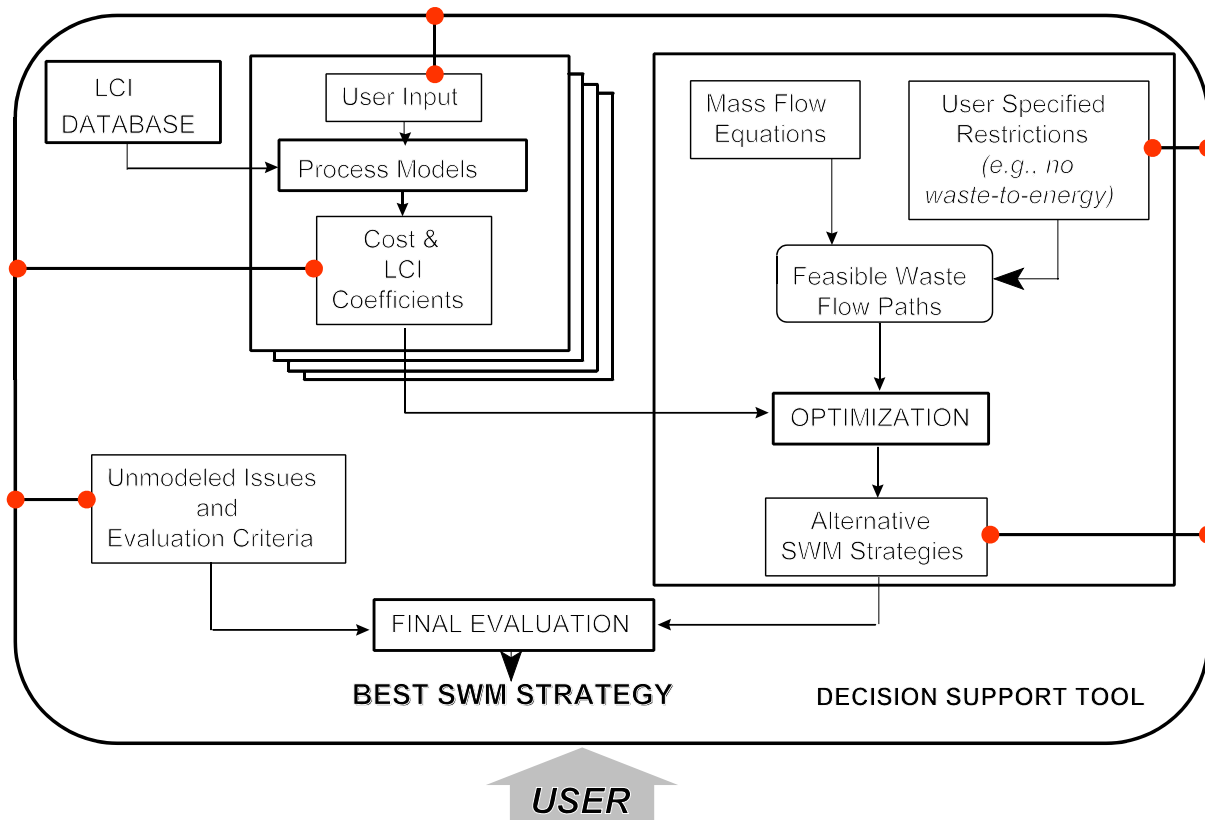 LCI
DATABASE
User Input
Process Models
Cost &
LCI
Coefficients
Mass Flow
Equations
User Specified
Restrictions
(e.g., no
waste-to-energy)
Feasible Waste
Flow Paths
OPTIMIZATION
Alternative
SWM Strategies
Unmodeled Issues
and
Evaluation Criteria
FINAL EVALUATION
BEST SWM STRATEGY
DECISION SUPPORT TOOL
USER